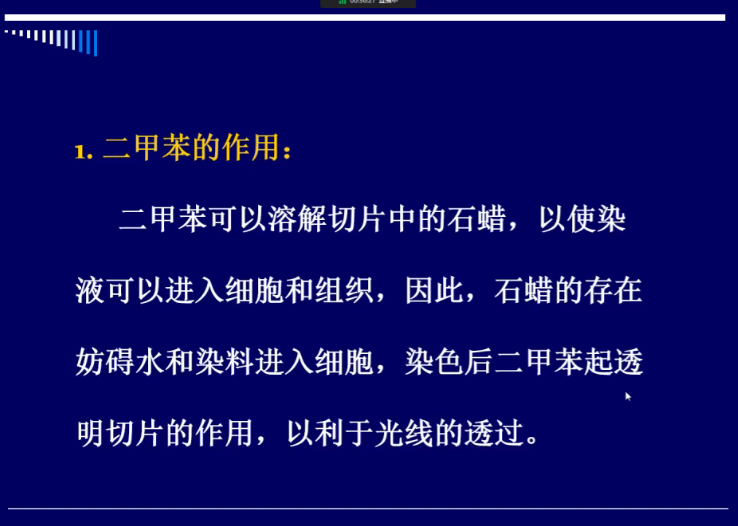 1. 二甲苯的作用：
二甲苯可以溶解切片中的石蜡，以使染
液可以进入细胞和组织，因此，石蜡的存在
妨碍水和染料进入细胞，染色后二甲苯起透
明切片的作用，以利于光线的透过。